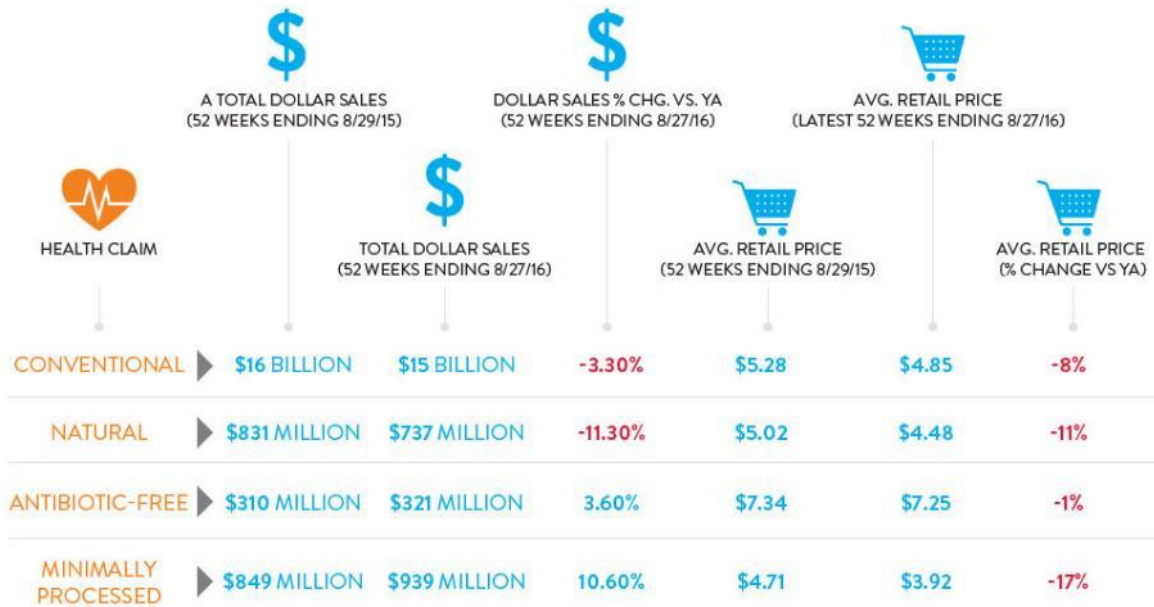 A TOTAL DOLLAR SALES
(52 WEEKS ENDING 8/29/15)
DOLLAR SALES % CHG. VS. YA
(52 WEEKS ENDING 8/27/16)
AVG. RETAIL PRICE
(LATEST 52 WEEKS ENDING 8/27/16)
HEALTH CLAIM
TOTAL DOLLAR SALES
(52 WEEKS ENDING 8/27/16)
AVG. RETAIL PRICE
(52 WEEKS ENDING 8/29/15)
AVG. RETAIL PRICE
(% CHANGE VS YA)
CONVENTIONAL $16 BILLION $15 BILLION -3.30% $5.28 $4.85 -8%
NATURAL $831 MILLION $737 MILLION -11.30% $5.02 $4.48 -11%
ANTIBIOTIC-FREE $310 MILLION $321 MILLION 3.60% $7.34 $7.25 -1%
MINIMALLY
PROCESSED $849 MILLION $939 MILLION 10.60% $4.71 $3.92 -17%